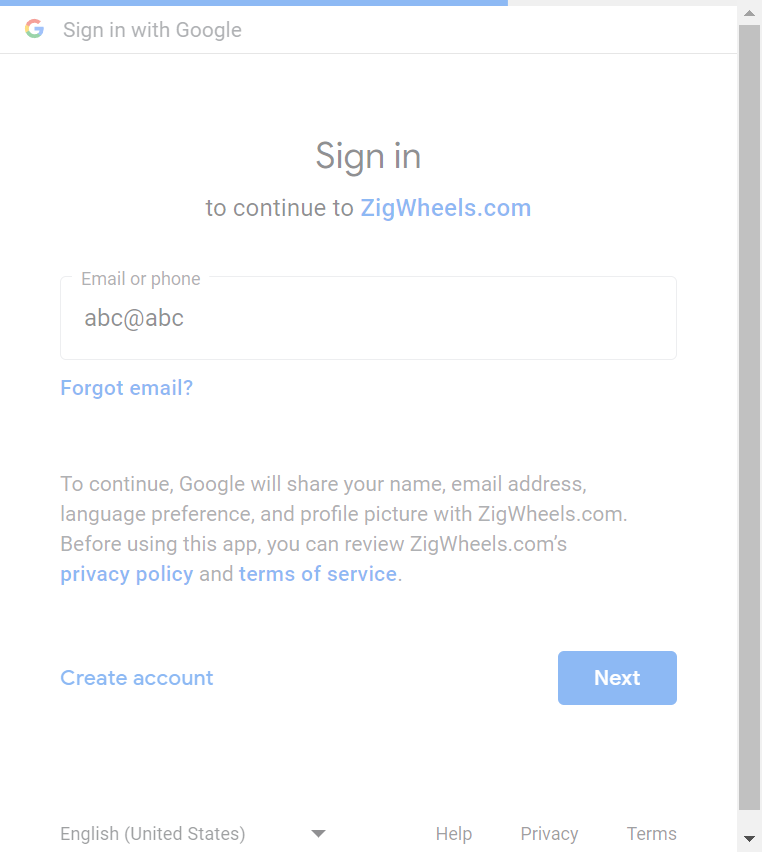 Sign in with Google
Sign in
to continue to ZigWheels.com
Email or phone
abc@abc
Forgot email?
To continue, Google will share your name, email address,
language preference, and profile picture with ZigWheels.com.
Before using this app, you can review ZigWheels.com’s
privacy policy and terms of service.
Create account
Next
English (United States)
Help
Privacy
Terms